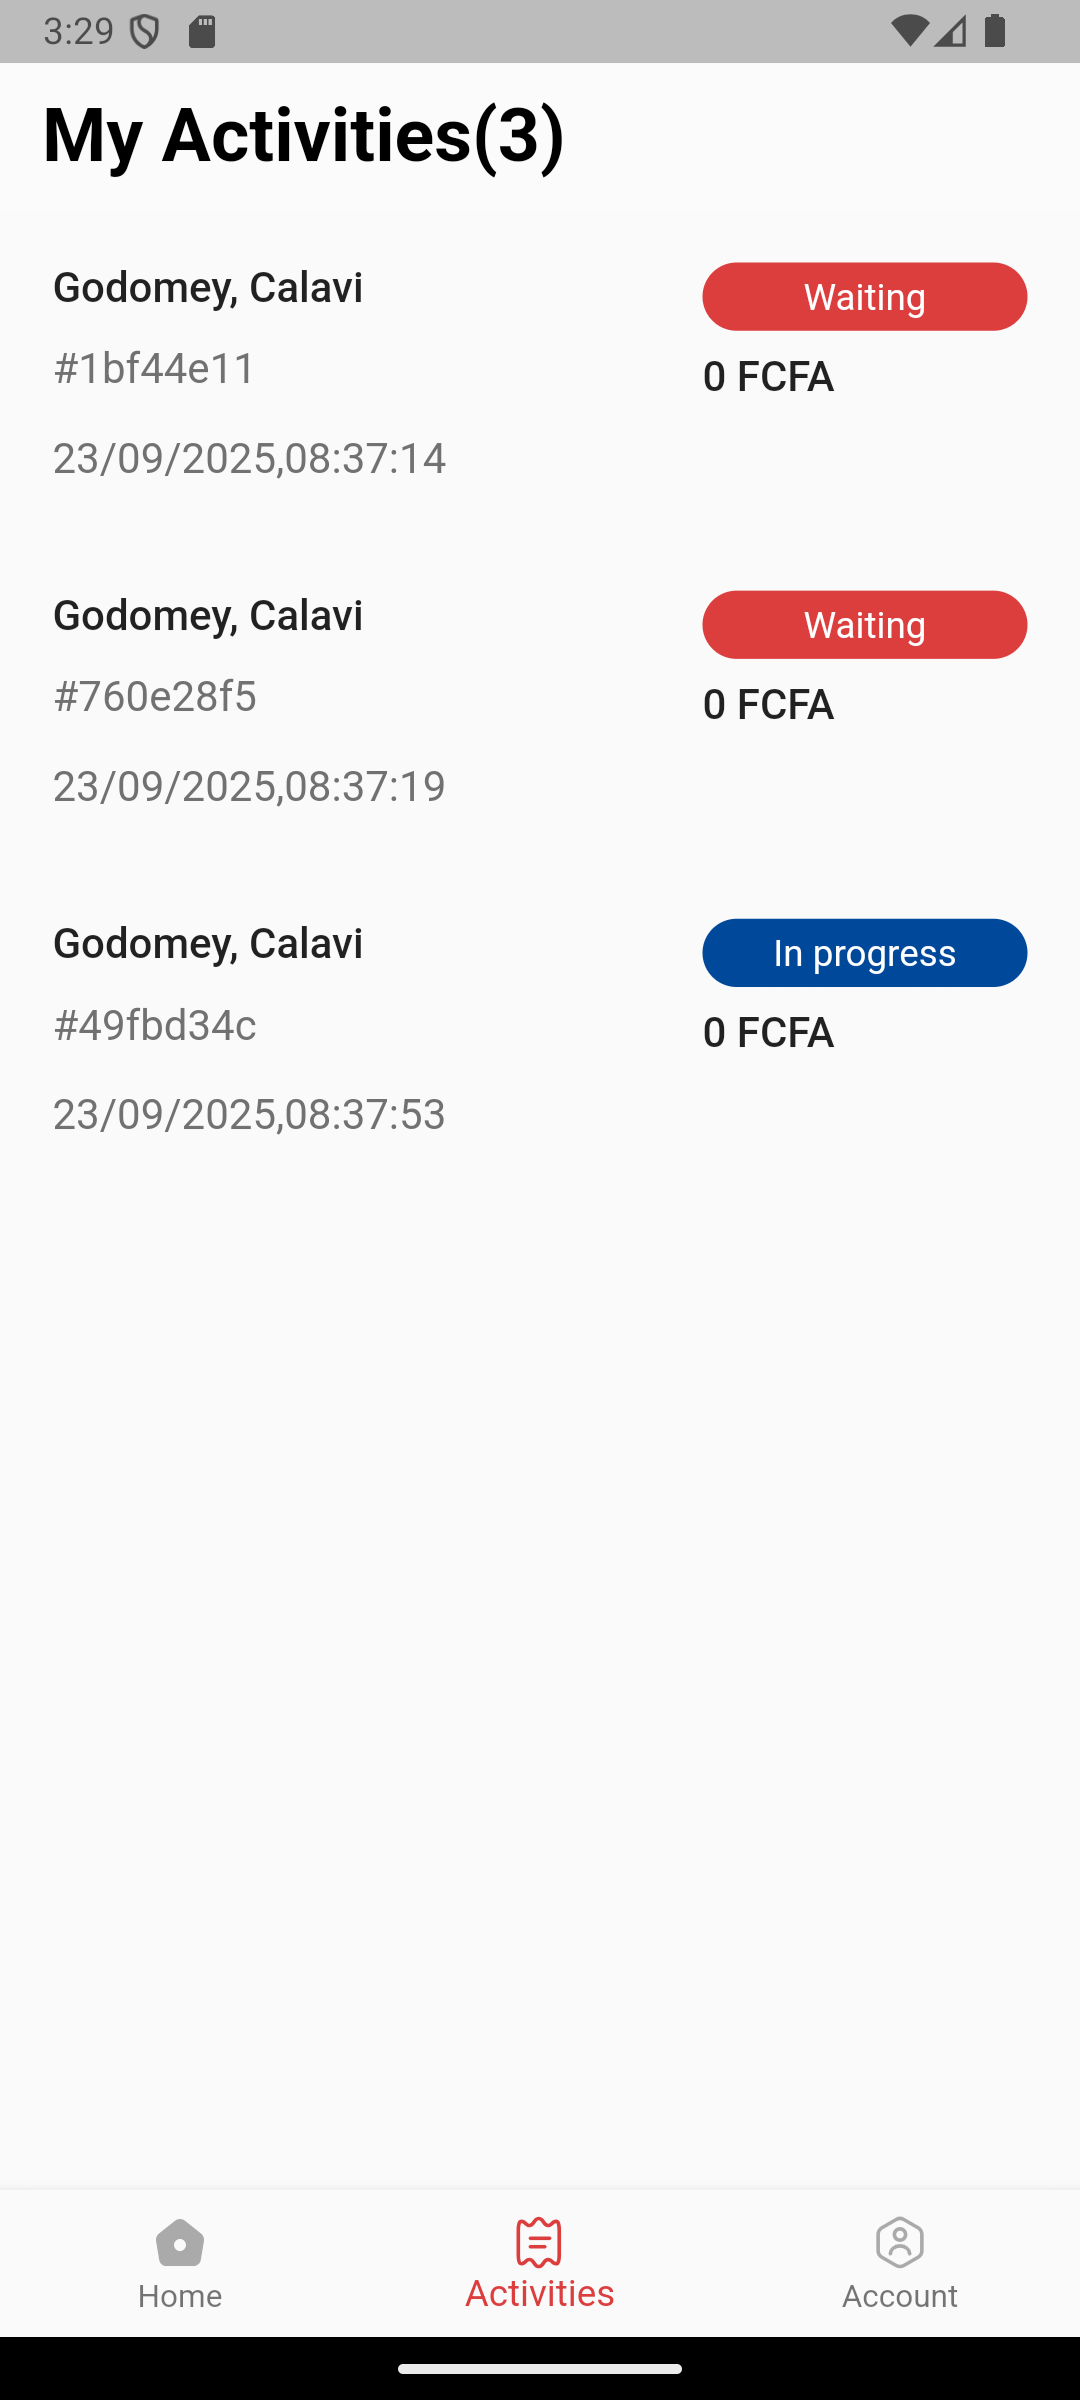 3:29
My Activities(3)
Godomey, Calavi
Waiting
#1bf44e11
0 FCFA
23/09/2025,08:37:14
Godomey, Calavi
Waiting
#760e28f5
0 FCFA
23/09/2025,08:37:19
Godomey, Calavi
In progress
#49fbd34c
0 FCFA
23/09/2025,08:37:53
Home
Activities
Account